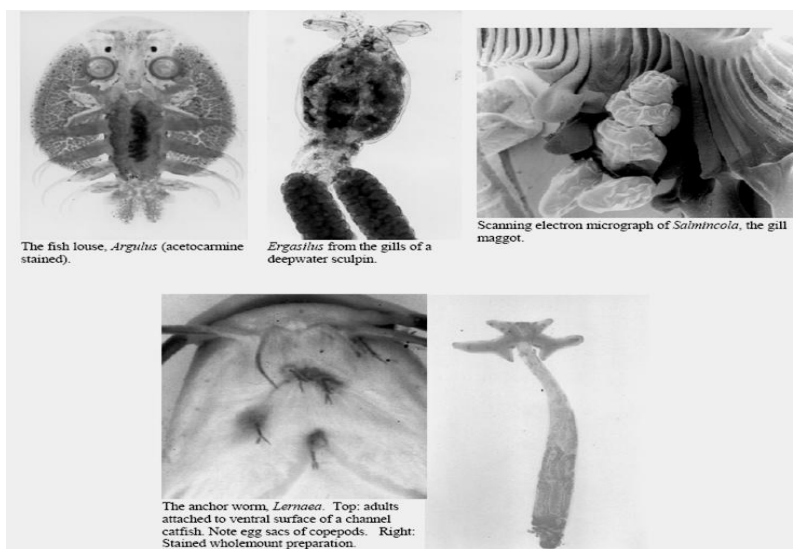 The fish louse, Argulus (acetocarmine
stained).
Ergasilus from the gills of a
deepwater sculpin.
Scanning electron micrograph of Salmincola, the gill
maggot.
The anchor worm, Lernaea. Top: adults
attached to ventral surface of a channel
catfish. Note egg sacs of copepods. Right:
Stained wholemount preparation.